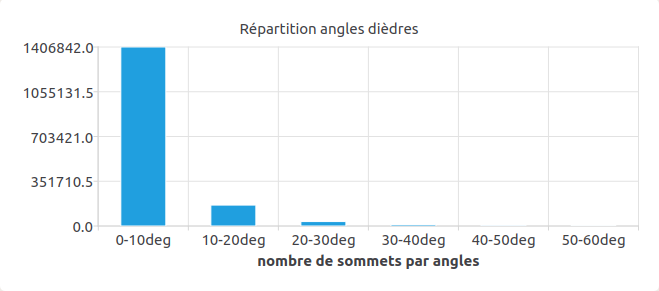 Répartition angles dièdres
1406842.0
1055131.5
703421.0
351710.5
0.0
0-10deg 10-20deg 20-30deg 30-40deg 40-50deg 50-60deg
nombre de sommets par angles